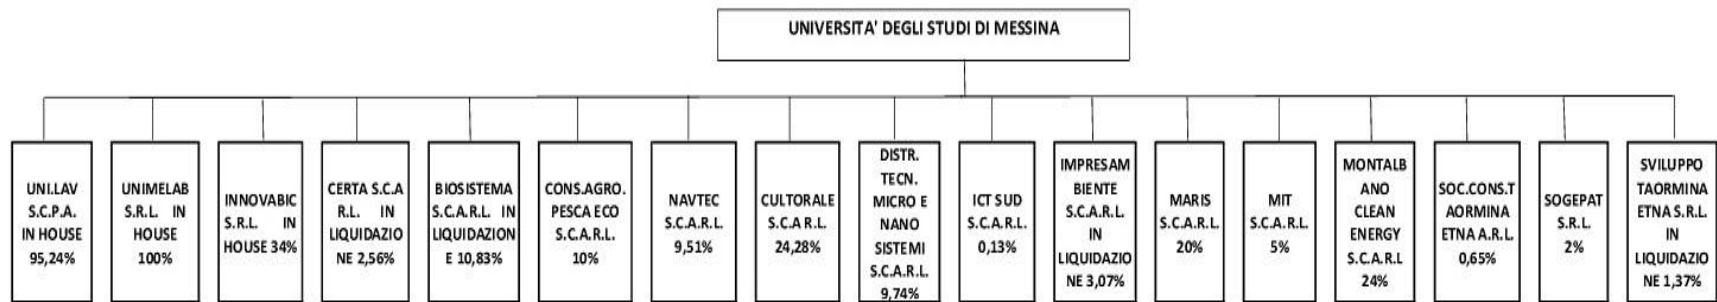 UNIVERSITA' DEGLI STUDI DI MESSINA
UNI.LAV
S.C.P.A.
IN HOUSE
95,24%
UNIMELAB
S.R.L. IN
HOUSE
100%
INNOVABIC
S.R.L. IN
HOUSE 34%
CERTA S.C.A
R.L. IN
LIQUIDAZIO
NE 2,56%
BIOSISTEMA
S.C.A.R.L. IN
LIQUIDAZION
E 10,83%
CONS.AGRO.
PESCA ECO
S.C.A.R.L.
10%
NAVTEC
S.C.A.R.L.
9,51%
CULTORALE
S.C.A R.L.
24,28%
DISTR.
TECN.
MICRO E
NANO
SISTEMI
S.C.A.R.L.
9,74%
ICT SUD
S.C.A.R.L.
0,13%
IMPRESAM
BIENTE
S.C.A.R.L.
IN
LIQUIDAZIO
NE 3,07%
MARIS
S.C.A.R.L.
20%
MIT
S.C.A.R.L.
5%
MONTALB
ANO
CLEAN
ENERGY
S.C.A.R.L
24%
SOC.CONS.T
AORMINA
ETNA A.R.L.
0,65%
SOGEPAT
S.R.L.
2%
SVILUPPO
TAORMINA
ETNA S.R.L.
IN
LIQUIDAZIO
NE 1,37%